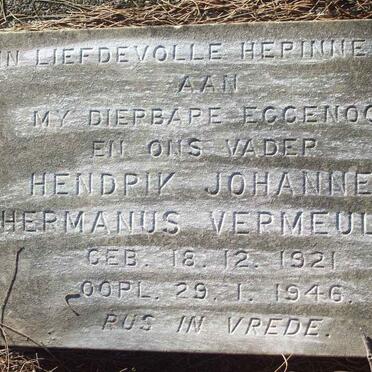 IN LIEFDEVOLLE HERINNE
AAN
MY DIERBARE EGGENOO
EN ONS VADER
HENDRIK JOHANNE
HERMANUS VERMEUL
GEB. 18. 12. 1921
OORL. 29. 1. 1946.
RUS IN VREDE.